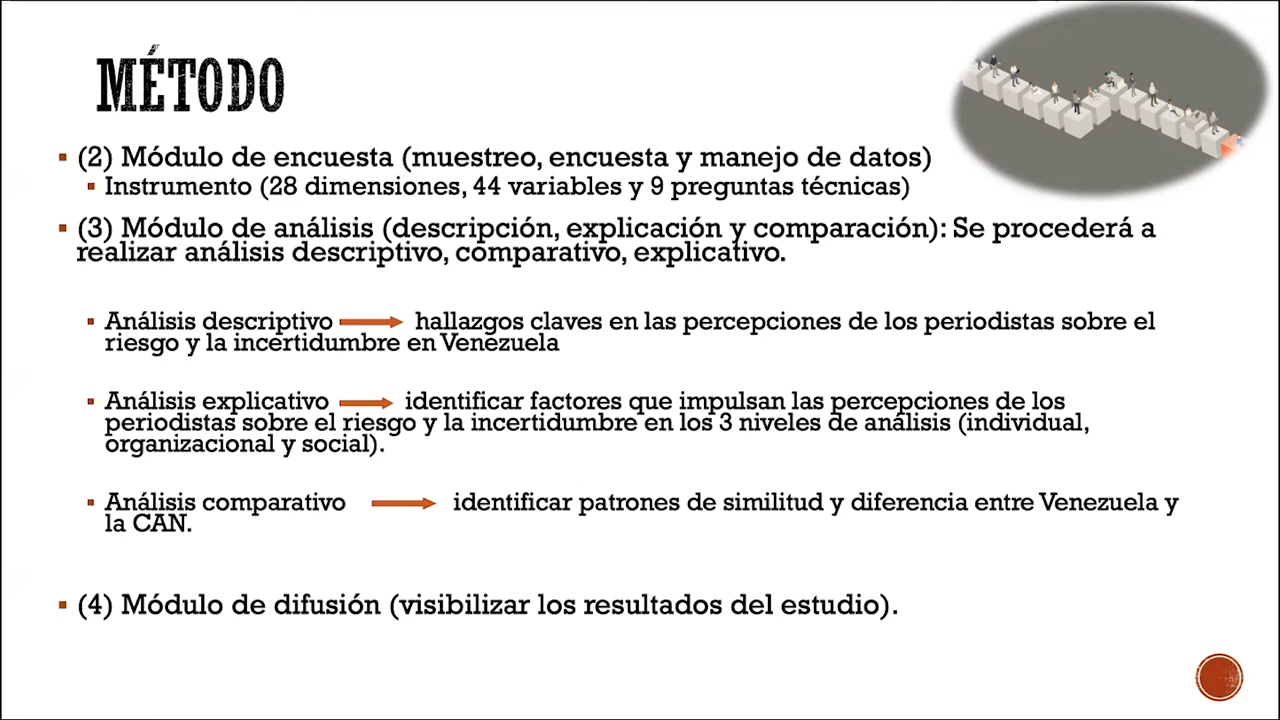 MÉTODO
(2) Módulo de encuesta (muestreo, encuesta y manejo de datos)
Instrumento (28 dimensiones, 44 variables y 9 preguntas técnicas)
(3) Módulo de análisis (descripción, explicación y comparación): Se procederá a
realizar análisis descriptivo, comparativo, explicativo.
Análisis descriptivo hallazgos claves en las percepciones de los periodistas sobre el
riesgo y la incertidumbre en Venezuela
Análisis explicativo identificar factores que impulsan las percepciones de los
periodistas sobre el riesgo y la incertidumbre en los 3 niveles de análisis (individual,
organizacional y social).
Análisis comparativo identificar patrones de similitud y diferencia entre Venezuela y
la CAN.
(4) Módulo de difusión (visibilizar los resultados del estudio).